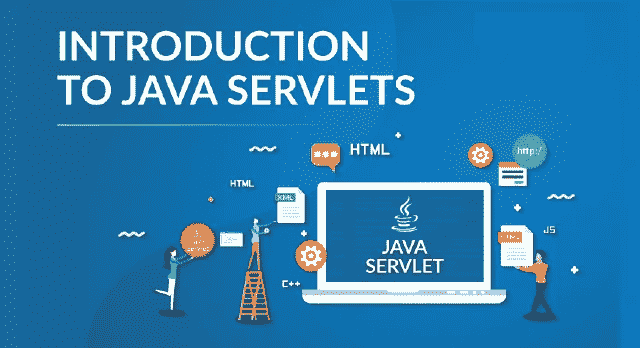 INTRODUCTION
TO JAVA SERVLETS
HTML
http:/
HTML
JS
JAVA
SERVLET
C++